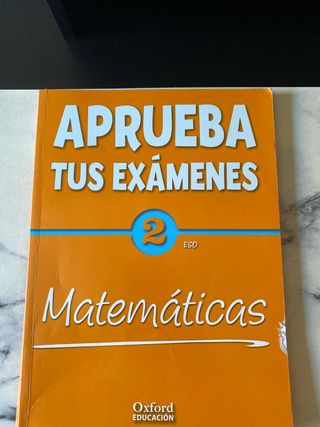 APRUEBA
TUS EXÁMENES
2
ESO
Matemáticas
Oxford
EDUCACIÓN